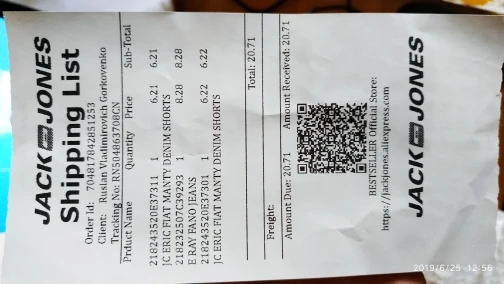 JACK JONES
Shipping List
Order Id: 704817842851253
Client: Ruslan Vladimirovich Gorkovenko
Tracking No: RN504863708CN
Prduct Name Quantity Price Sub-Total
218243520E37311 1 6.21 6.21
JC ERIC FIAT MANTY DENIM SHORTS
218232507C39293 1 8.28 8.28
E RAY FANO JEANS
218243520E37301 1 6.22 6.22
JC ERIC FIAT MANTY DENIM SHORTS
Total: 20.71
Freight:
Amount Due: 20.71 Amount Received: 20.71
BESTSELLER Official Store:
https://jackjones.aliexpress.com
JACK JONES
2019/6/25 12:56